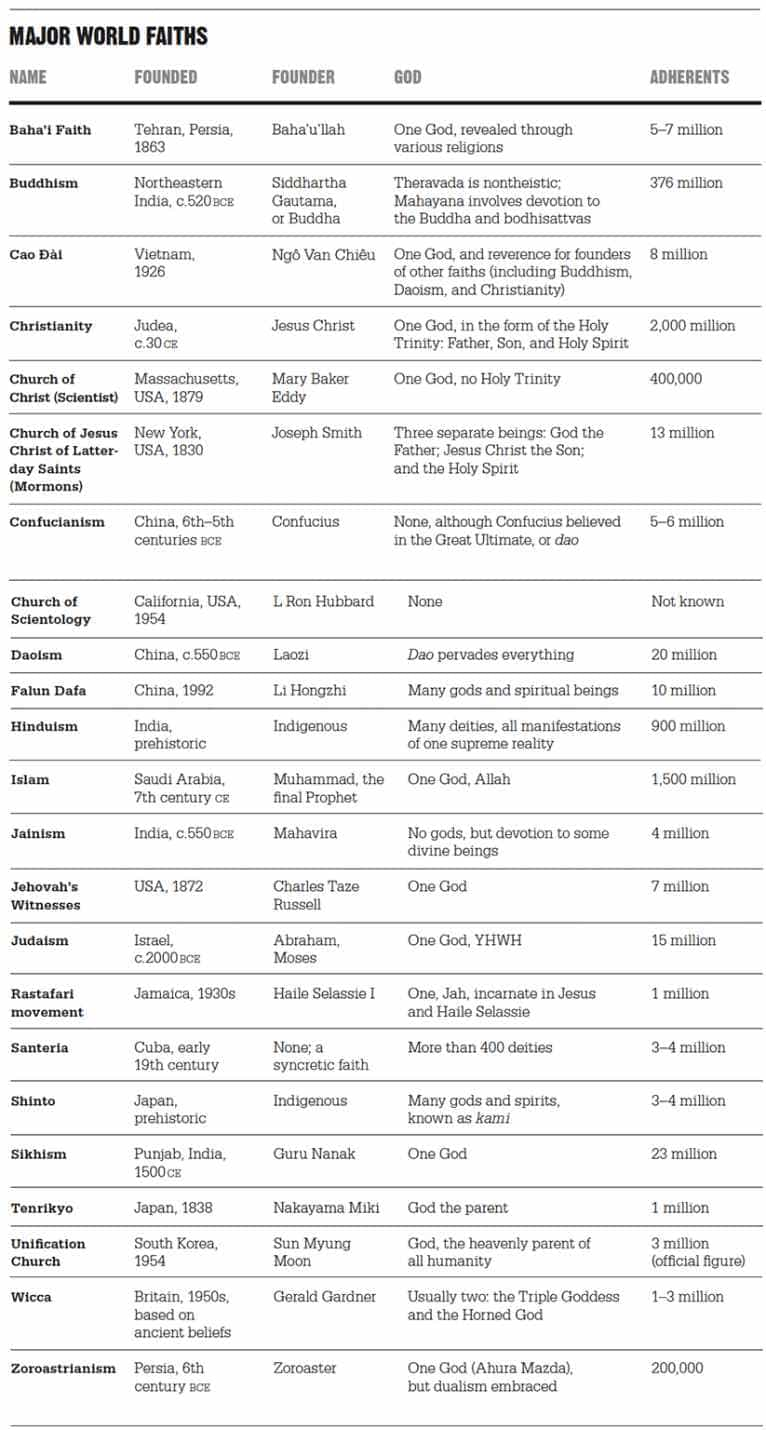 MAJOR WORLD FAITHS
NAME FOUNDED FOUNDER GOD ADHERENTS
Baha'i Faith Tehran, Persia, Baha'u'llah One God, revealed through 5–7 million
1863 various religions
Buddhism Northeastern Siddhartha Theravada is nontheistic; 376 million
India, c.520 BCE Gautama, Mahayana involves devotion to
or Buddha the Buddha and bodhisattvas
Cao Đài Vietnam, Ngô Van Chiêu One God, and reverence for founders 8 million
1926 of other faiths (including Buddhism,
Daoism, and Christianity)
Christianity Judea, Jesus Christ One God, in the form of the Holy 2,000 million
c.30 CE Trinity: Father, Son, and Holy Spirit
Church of Massachusetts, Mary Baker One God, no Holy Trinity 400,000
Christ (Scientist) USA, 1879 Eddy
Church of Jesus New York, Joseph Smith Three separate beings: God the 13 million
Christ of Latter- USA, 1830 Father; Jesus Christ the Son;
day Saints and the Holy Spirit
(Mormons)
Confucianism China, 6th–5th Confucius None, although Confucius believed 5–6 million
centuries BCE in the Great Ultimate, or dao
Church of California, USA, L Ron Hubbard None Not known
Scientology 1954
Daoism China, c.550 BCE Laozi Dao pervades everything 20 million
Falun Dafa China, 1992 Li Hongzhi Many gods and spiritual beings 10 million
Hinduism India, Indigenous Many deities, all manifestations 900 million
prehistoric of one supreme reality
Islam Saudi Arabia, Muhammad, the One God, Allah 1,500 million
7th century CE final Prophet
Jainism India, c.550 BCE Mahavira No gods, but devotion to some 4 million
divine beings
Jehovah's USA, 1872 Charles Taze One God 7 million
Witnesses Russell
Judaism Israel, Abraham, One God, YHWH 15 million
c.2000 BCE Moses
Rastafari Jamaica, 1930s Haile Selassie I One, Jah, incarnate in Jesus 1 million
movement and Haile Selassie
Santeria Cuba, early None; a More than 400 deities 3–4 million
19th century syncretic faith
Shinto Japan, Indigenous Many gods and spirits, 3–4 million
prehistoric known as kami
Sikhism Punjab, India, Guru Nanak One God 23 million
1500 CE
Tenrikyo Japan, 1838 Nakayama Miki God the parent 1 million
Unification South Korea, Sun Myung God, the heavenly parent of 3 million
Church 1954 Moon all humanity (official figure)
Wicca Britain, 1950s, Gerald Gardner Usually two: the Triple Goddess 1–3 million
based on and the Horned God
ancient beliefs
Zoroastrianism Persia, 6th Zoroaster One God (Ahura Mazda), 200,000
century BCE but dualism embraced